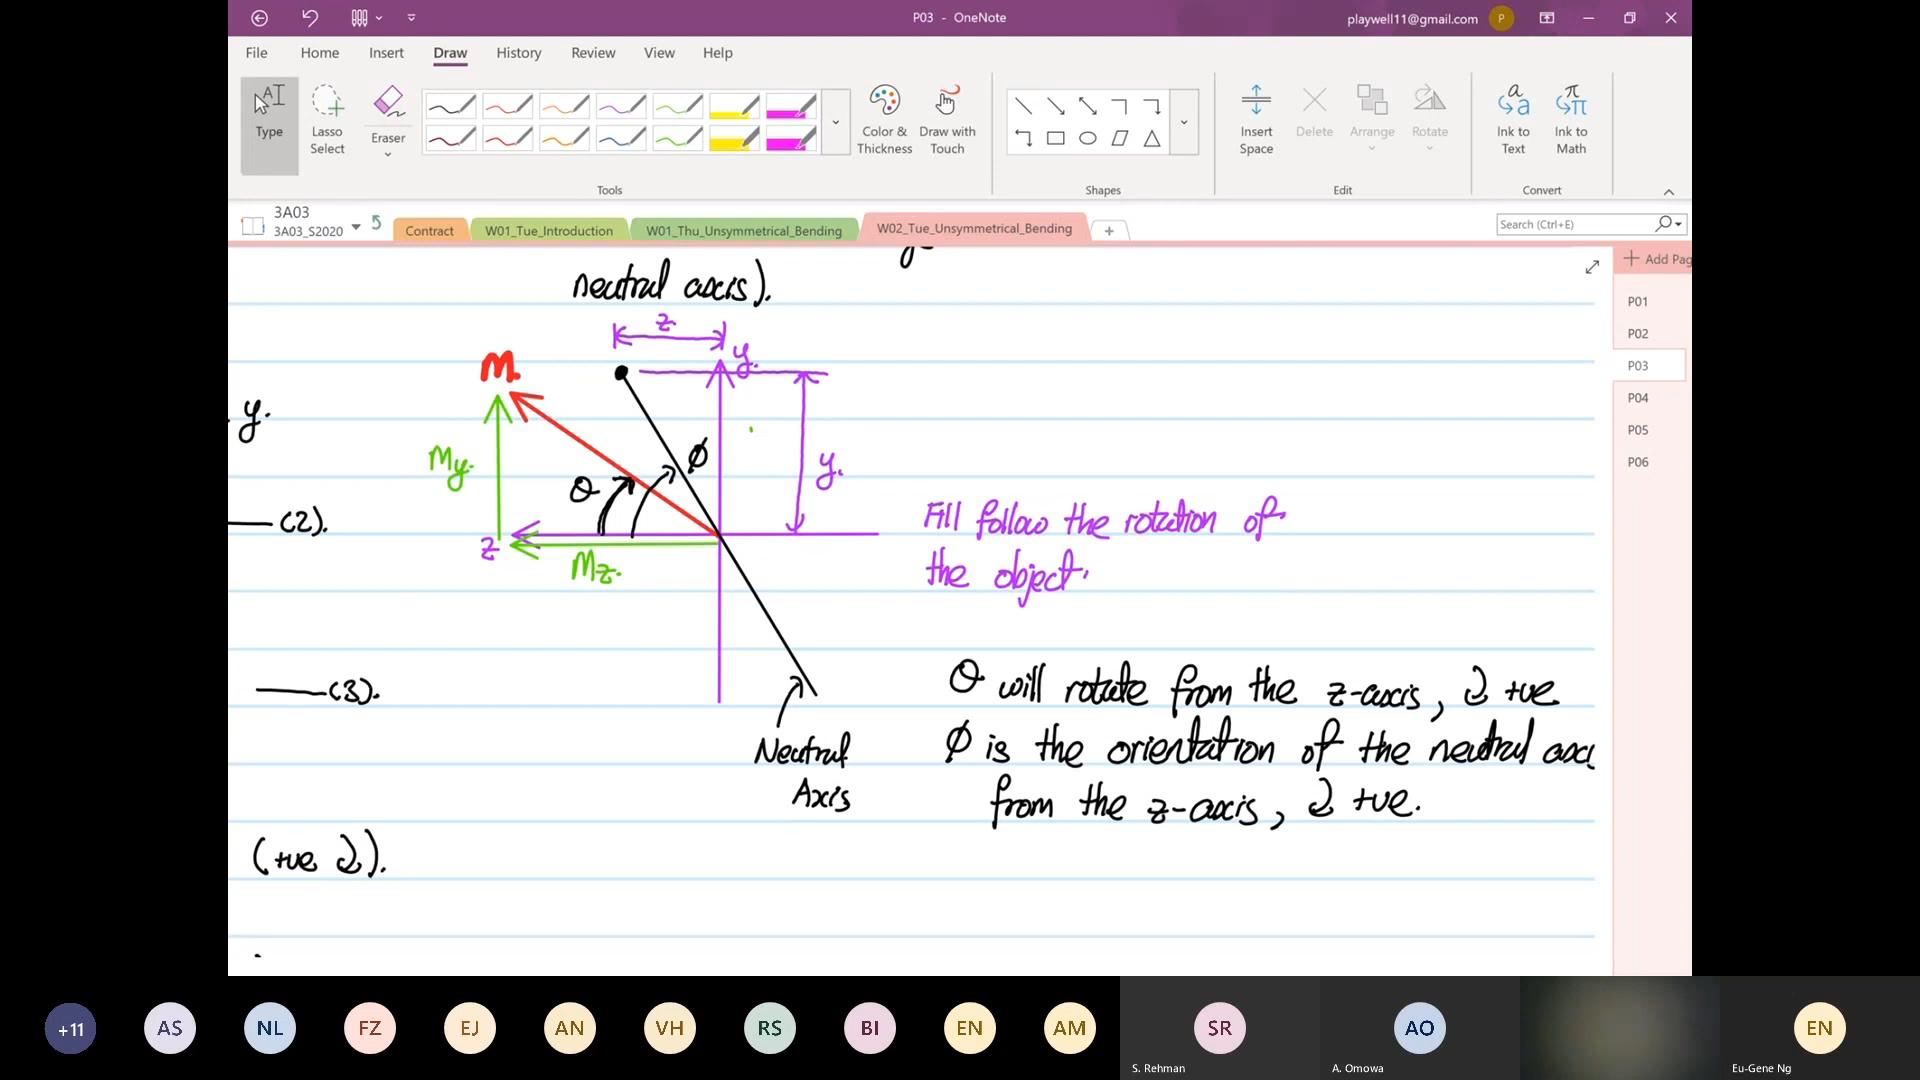 P03 - OneNote
playwell11@gmail.com
P
File
Home
Insert
Draw
History
Review
View
Help
Type
Lasso
Select
Eraser
Color &
Thickness
Draw with
Touch
Insert
Space
Delete
Arrange
Rotate
Ink to
Text
Ink to
Math
Tools
Shapes
Edit
Convert
3A03
3A03_S2020
Contract
W01_Tue_Introduction
W01_Thu_Unsymmetrical_Bending
W02_Tue_Unsymmetrical_Bending
+
Search (Ctrl+E)
Add Pag
P01
P02
P03
P04
P05
P06
neutral axis).
z
y.
M.
y.
My.
θ
ϕ
y.
(2).
z
Mz.
Fill follow the rotation of
the object.
(3).
θ will rotate from the z-axis, ⤸ +ve
ϕ is the orientation of the neutral axi
from the z-axis, ⤸ +ve.
Neutral
Axis
(+ve ⤸).
+11
AS
NL
FZ
EJ
AN
VH
RS
BI
EN
AM
SR
S. Rehman
AO
A. Omowa
EN
Eu-Gene Ng